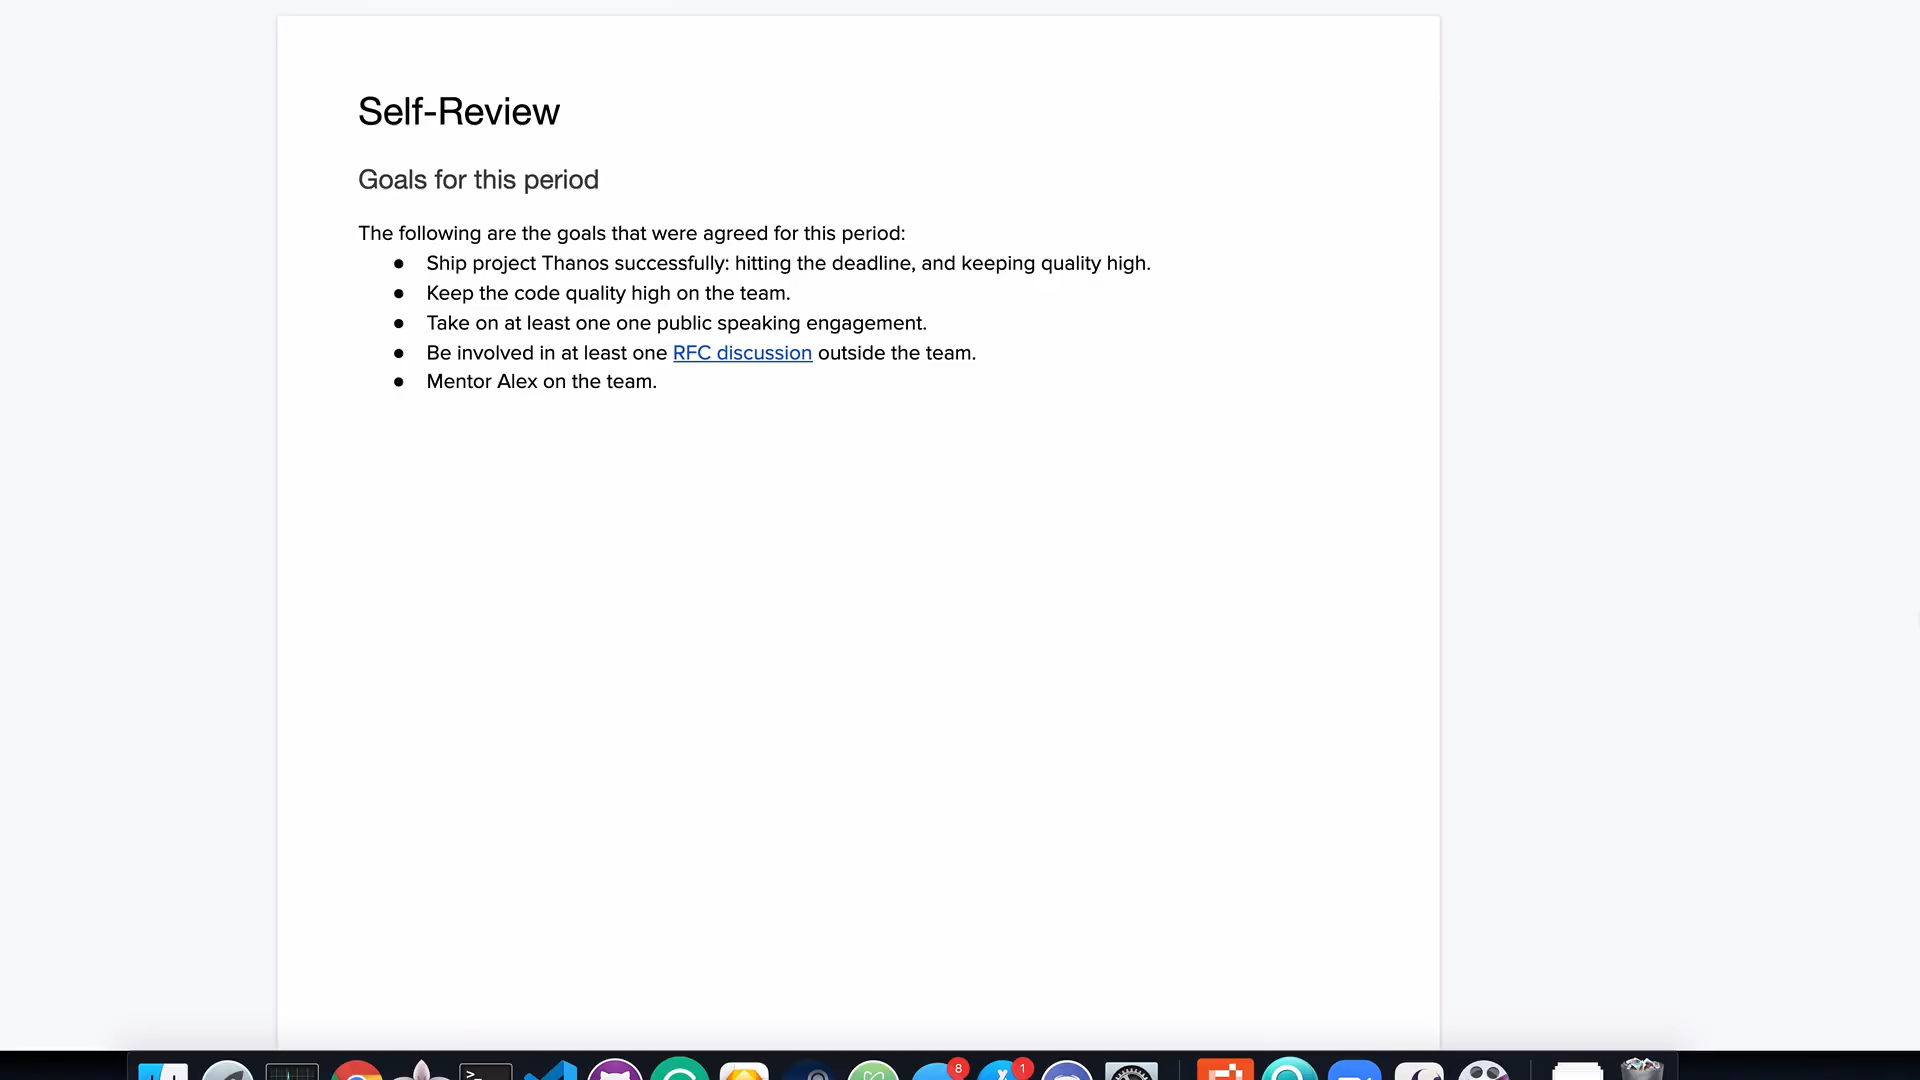 Self-Review
Goals for this period
The following are the goals that were agreed for this period:
● Ship project Thanos successfully: hitting the deadline, and keeping quality high.
● Keep the code quality high on the team.
● Take on at least one one public speaking engagement.
● Be involved in at least one RFC discussion outside the team.
● Mentor Alex on the team.
8
1